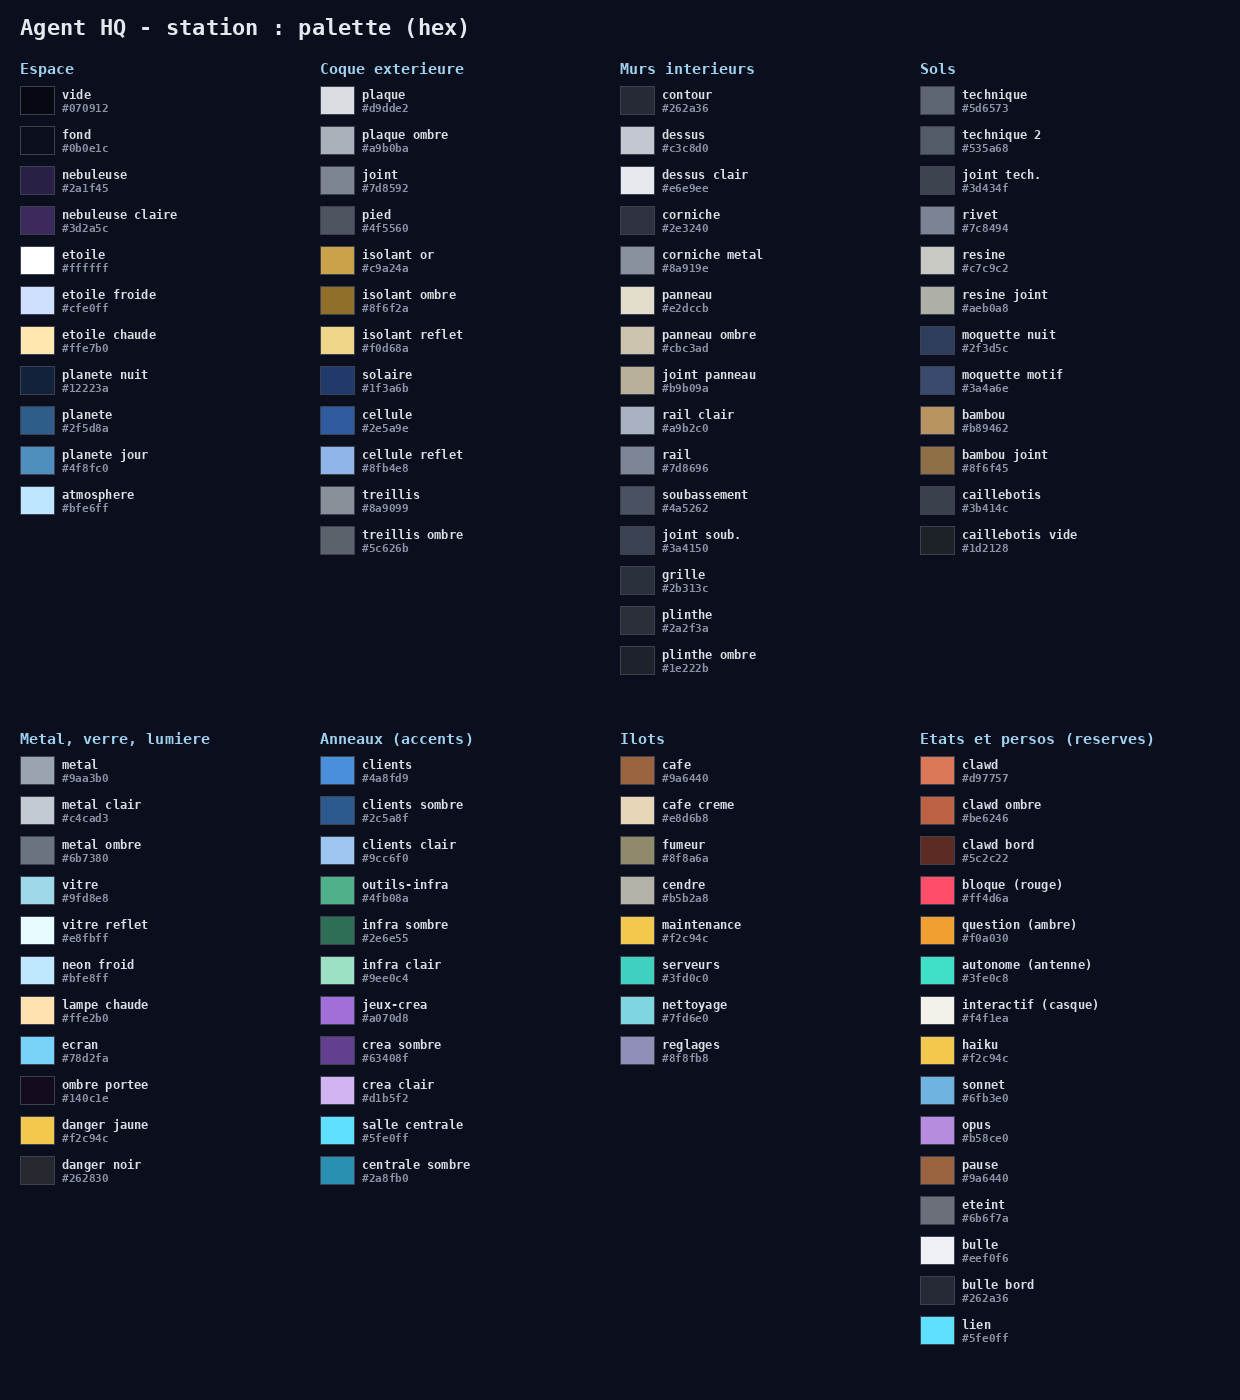 Agent HQ - station : palette (hex)
Espace
vide
#070912
fond
#0b0e1c
nebuleuse
#2a1f45
nebuleuse claire
#3d2a5c
etoile
#ffffff
etoile froide
#cfe0ff
etoile chaude
#ffe7b0
planete nuit
#12223a
planete
#2f5d8a
planete jour
#4f8fc0
atmosphere
#bfe6ff
Coque exterieure
plaque
#d9dde2
plaque ombre
#a9b0ba
joint
#7d8592
pied
#4f5560
isolant or
#c9a24a
isolant ombre
#8f6f2a
isolant reflet
#f0d68a
solaire
#1f3a6b
cellule
#2e5a9e
cellule reflet
#8fb4e8
treillis
#8a9099
treillis ombre
#5c626b
Murs interieurs
contour
#262a36
dessus
#c3c8d0
dessus clair
#e6e9ee
corniche
#2e3240
corniche metal
#8a919e
panneau
#e2dccb
panneau ombre
#cbc3ad
joint panneau
#b9b09a
rail clair
#a9b2c0
rail
#7d8696
soubassement
#4a5262
joint soub.
#3a4150
grille
#2b313c
plinthe
#2a2f3a
plinthe ombre
#1e222b
Sols
technique
#5d6573
technique 2
#535a68
joint tech.
#3d434f
rivet
#7c8494
resine
#c7c9c2
resine joint
#aeb0a8
moquette nuit
#2f3d5c
moquette motif
#3a4a6e
bambou
#b89462
bambou joint
#8f6f45
caillebotis
#3b414c
caillebotis vide
#1d2128
Metal, verre, lumiere
metal
#9aa3b0
metal clair
#c4cad3
metal ombre
#6b7380
vitre
#9fd8e8
vitre reflet
#e8fbff
neon froid
#bfe8ff
lampe chaude
#ffe2b0
ecran
#78d2fa
ombre portee
#140c1e
danger jaune
#f2c94c
danger noir
#262830
Anneaux (accents)
clients
#4a8fd9
clients sombre
#2c5a8f
clients clair
#9cc6f0
outils-infra
#4fb08a
infra sombre
#2e6e55
infra clair
#9ee0c4
jeux-crea
#a070d8
crea sombre
#63408f
crea clair
#d1b5f2
salle centrale
#5fe0ff
centrale sombre
#2a8fb0
Ilots
cafe
#9a6440
cafe creme
#e8d6b8
fumeur
#8f8a6a
cendre
#b5b2a8
maintenance
#f2c94c
serveurs
#3fd0c0
nettoyage
#7fd6e0
reglages
#8f8fb8
Etats et persos (reserves)
clawd
#d97757
clawd ombre
#be6246
clawd bord
#5c2c22
bloque (rouge)
#ff4d6a
question (ambre)
#f0a030
autonome (antenne)
#3fe0c8
interactif (casque)
#f4f1ea
haiku
#f2c94c
sonnet
#6fb3e0
opus
#b58ce0
pause
#9a6440
eteint
#6b6f7a
bulle
#eef0f6
bulle bord
#262a36
lien
#5fe0ff